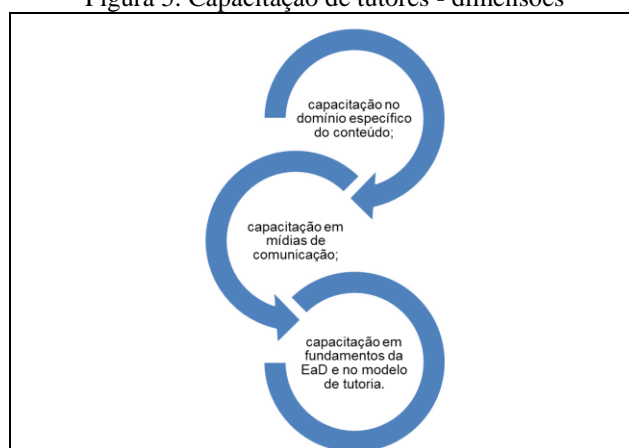 Figura 3. Capacitação de tutores - dimensões
capacitação no
domínio específico
do conteúdo;
capacitação em
mídias de
comunicação;
capacitação em
fundamentos da
EaD e no modelo
de tutoria.